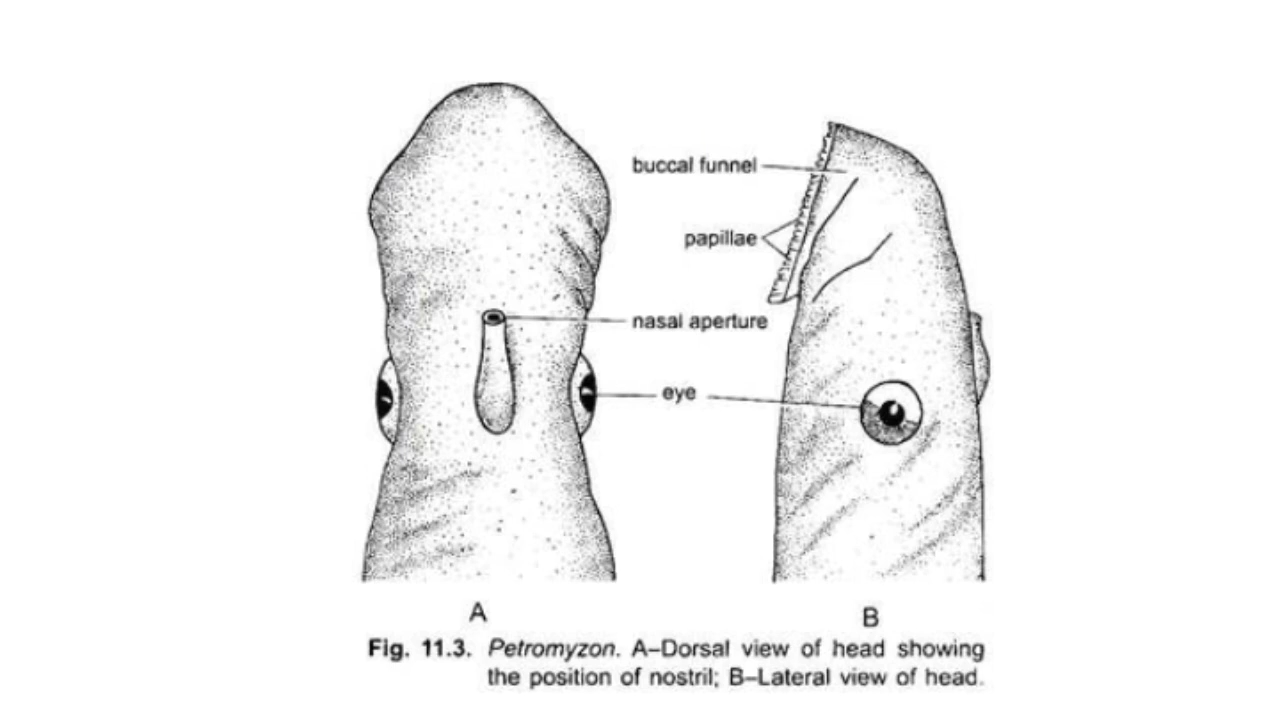 buccal funnel
papillae
nasal aperture
eye
A
B
Fig. 11.3. Petromyzon. A–Dorsal view of head showing
the position of nostril; B–Lateral view of head.